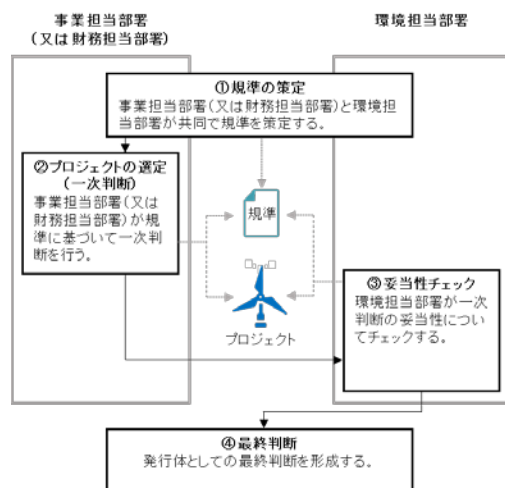 事業担当部署
(又は財務担当部署)
環境担当部署
①規準の策定
事業担当部署(又は財務担当部署)と環境担
当部署が共同で規準を策定する。
②プロジェクトの選定
(一次判断)
事業担当部署(又は
財務担当部署)が規
準に基づいて一次判
断を行う。
規準
プロジェクト
③妥当性チェック
環境担当部署が一次
判断の妥当性につい
てチェックする。
④最終判断
発行体としての最終判断を形成する。